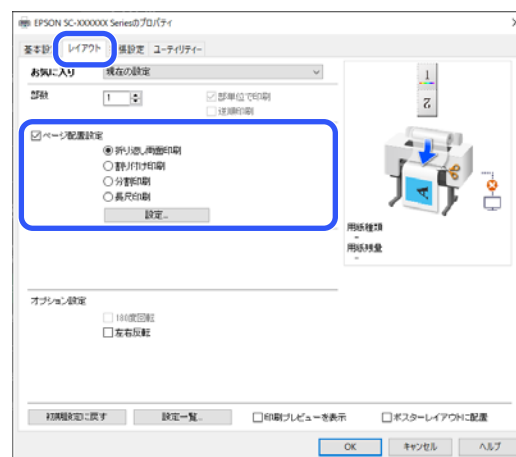 EPSON SC-XXXXXX Seriesのプロパティ
基本設 レイアウト 張設定 ユーティリティー
お気に入り 現在の設定
部数 1 部単位で印刷
逆順印刷
ページ配置設定
折り返し両面印刷
割り付け印刷
分割印刷
長尺印刷
設定...
1
2
用紙種類
-
用紙残量
-
オプション設定
180度回転
左右反転
初期設定に戻す 設定一覧... 印刷プレビューを表示 ポスターレイアウトに配置
OK キャンセル ヘルプ